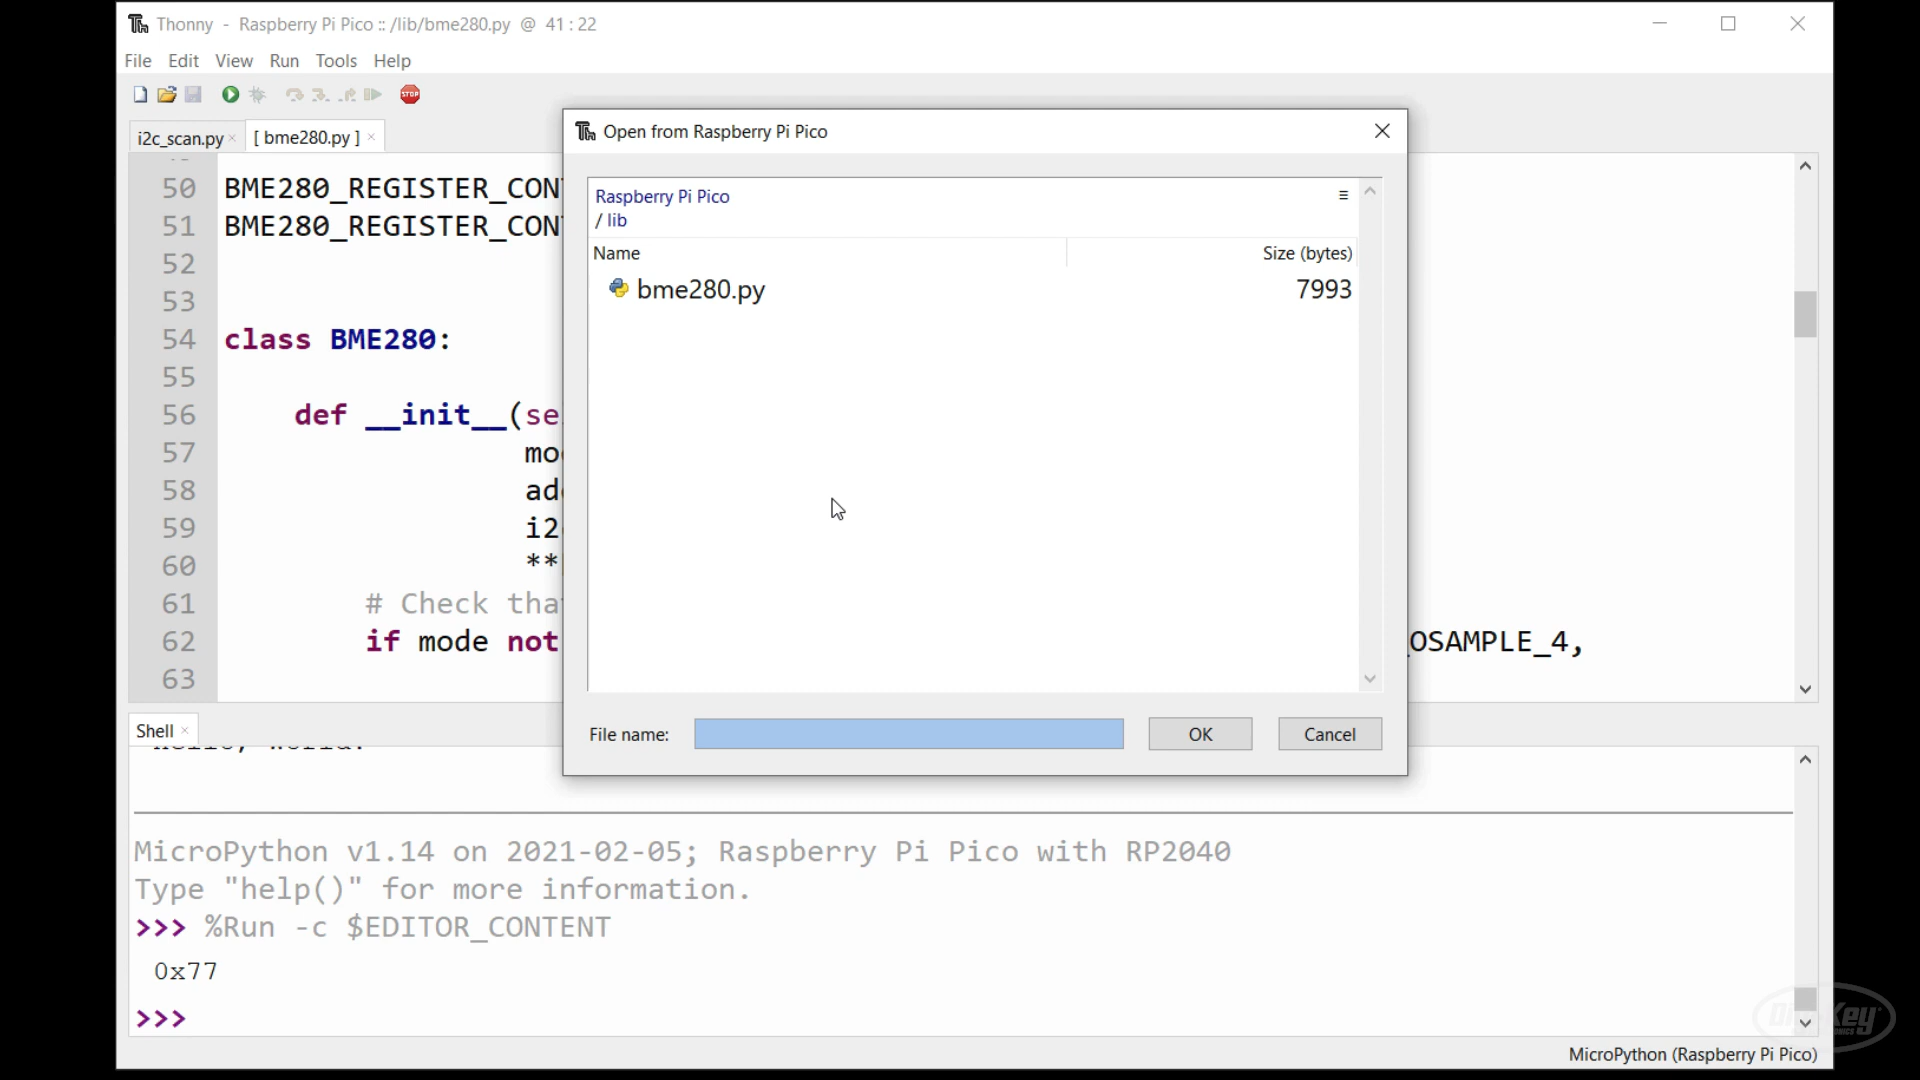 Thonny - Raspberry Pi Pico :: /lib/bme280.py @ 41 : 22
File Edit View Run Tools Help
STOP
i2c_scan.py × [ bme280.py ] ×
50 BME280_REGISTER_CON
51 BME280_REGISTER_CON
52
53
54 class BME280:
55
56 def __init__(se
57 mo
58 ad
59 i2
60 **
61 # Check tha
62 if mode not OSAMPLE_4,
63
Open from Raspberry Pi Pico
Raspberry Pi Pico
/ lib
Name Size (bytes)
bme280.py 7993
File name: OK Cancel
Shell ×
MicroPython v1.14 on 2021-02-05; Raspberry Pi Pico with RP2040
Type "help()" for more information.
>>> %Run -c $EDITOR_CONTENT
0x77
>>>
MicroPython (Raspberry Pi Pico)